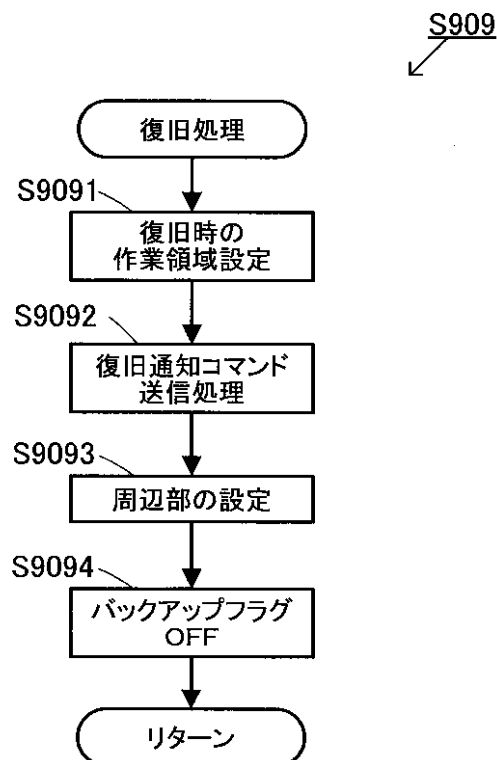 S909
復旧処理
S9091
復旧時の
作業領域設定
S9092
復旧通知コマンド
送信処理
S9093
周辺部の設定
S9094
バックアップフラグ
OFF
リターン